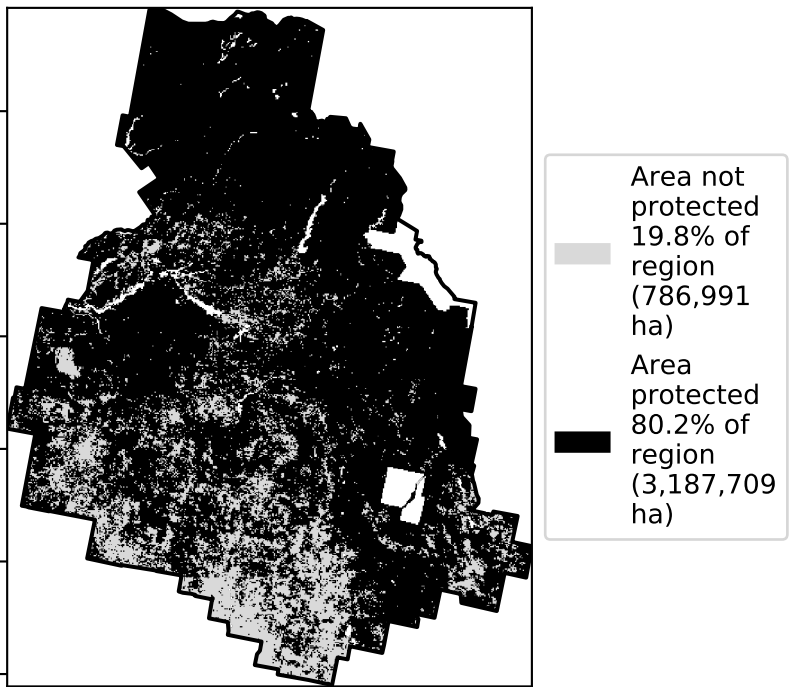 Area not
protected
19.8% of
region
(786,991
ha)
Area
protected
80.2% of
region
(3,187,709
ha)